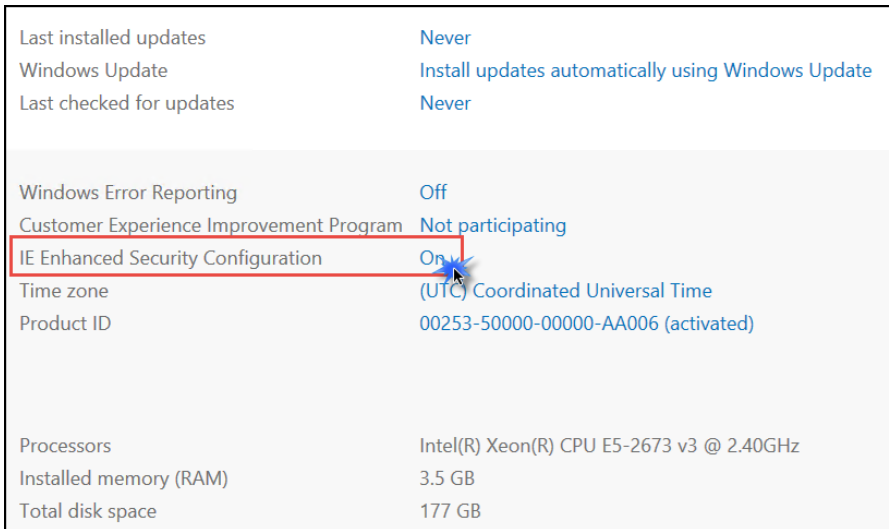 Last installed updates Never
Windows Update Install updates automatically using Windows Update
Last checked for updates Never
Windows Error Reporting Off
Customer Experience Improvement Program Not participating
IE Enhanced Security Configuration On
Time zone (UTC) Coordinated Universal Time
Product ID 00253-50000-00000-AA006 (activated)
Processors Intel(R) Xeon(R) CPU E5-2673 v3 @ 2.40GHz
Installed memory (RAM) 3.5 GB
Total disk space 177 GB